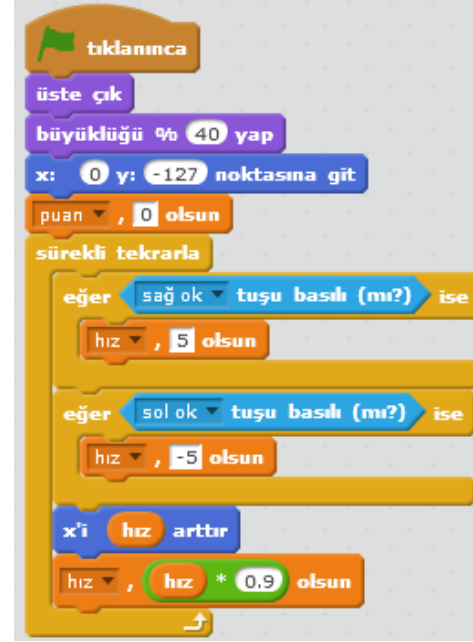 tıklanınca
üste çık
büyüklüğü % 40 yap
x: 0 y: -127 noktasına git
puan , 0 olsun
sürekli tekrarla
eğer sağ ok tuşu basılı (mı?) ise
hız , 5 olsun
eğer sol ok tuşu basılı (mı?) ise
hız , -5 olsun
x'i hız arttır
hız , hız * 0.9 olsun